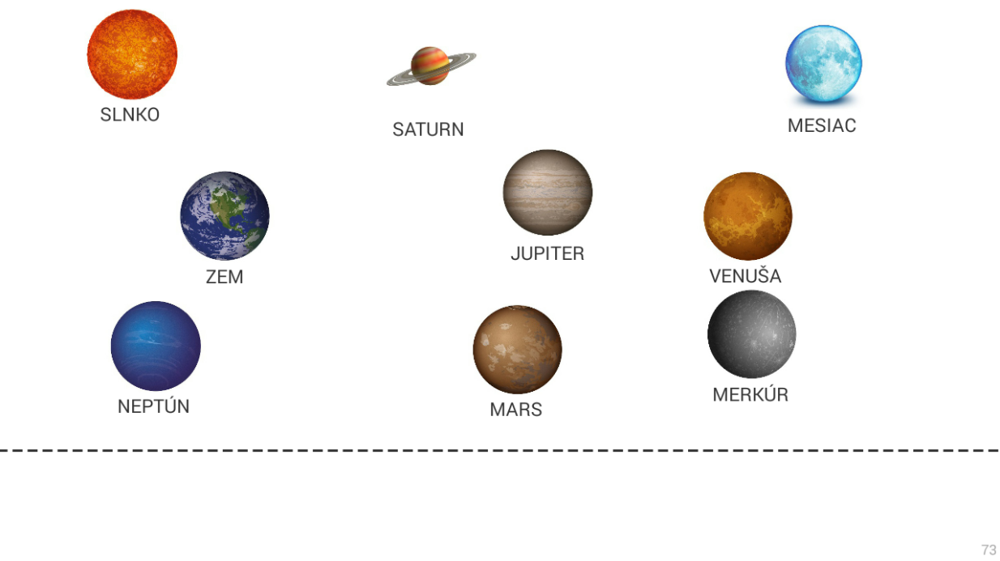 SLNKO
SATURN
MESIAC
ZEM
JUPITER
VENUŠA
NEPTÚN
MARS
MERKÚR
73